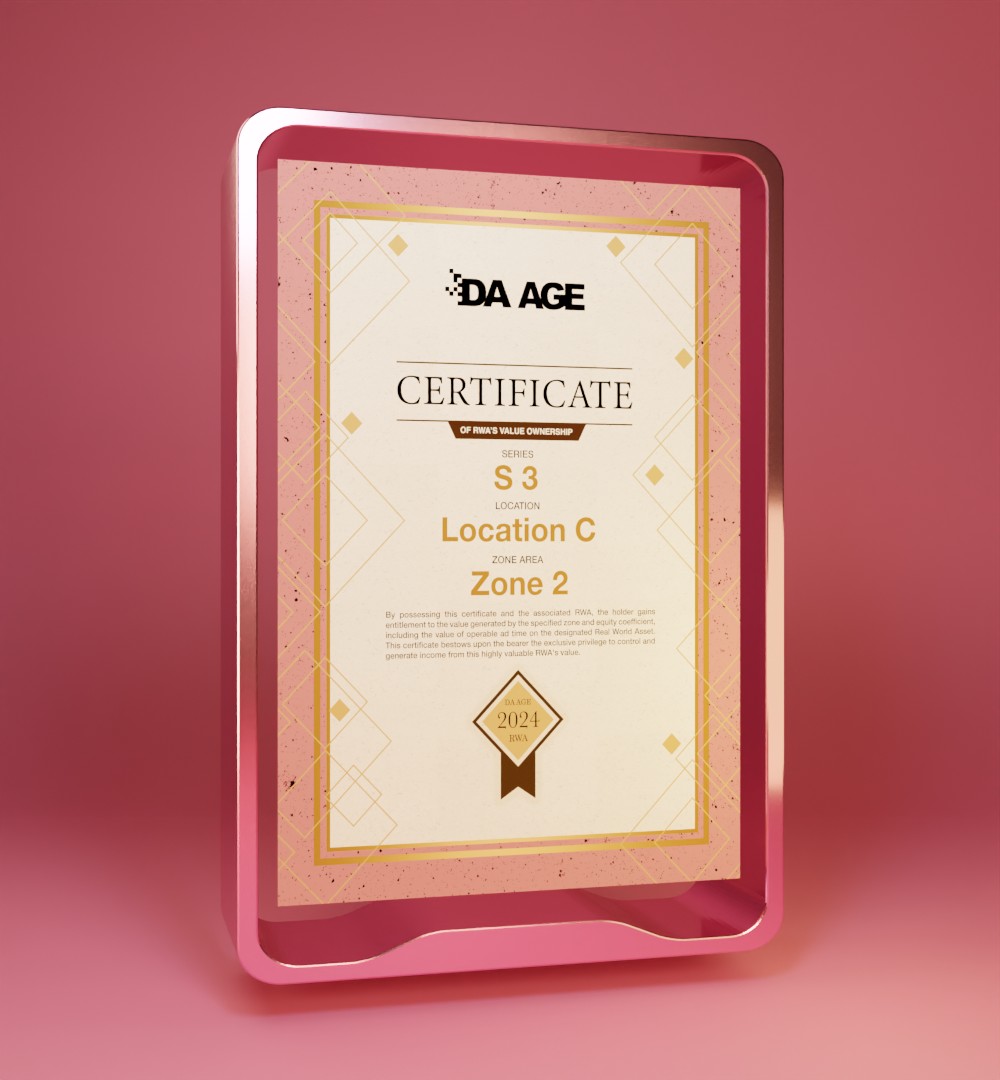 DA AGE
CERTIFICATE
OF RWA'S VALUE OWNERSHIP
SERIES
S 3
LOCATION
Location C
ZONE AREA
Zone 2
By possessing this certificate and the associated RWA, the holder gains
entitlement to the value generated by the specified zone and equity coefficient,
including the value of operable ad time on the designated Real World Asset.
This certificate bestows upon the bearer the exclusive privilege to control and
generate income from this highly valuable RWA's value.
DA AGE
2024
RWA